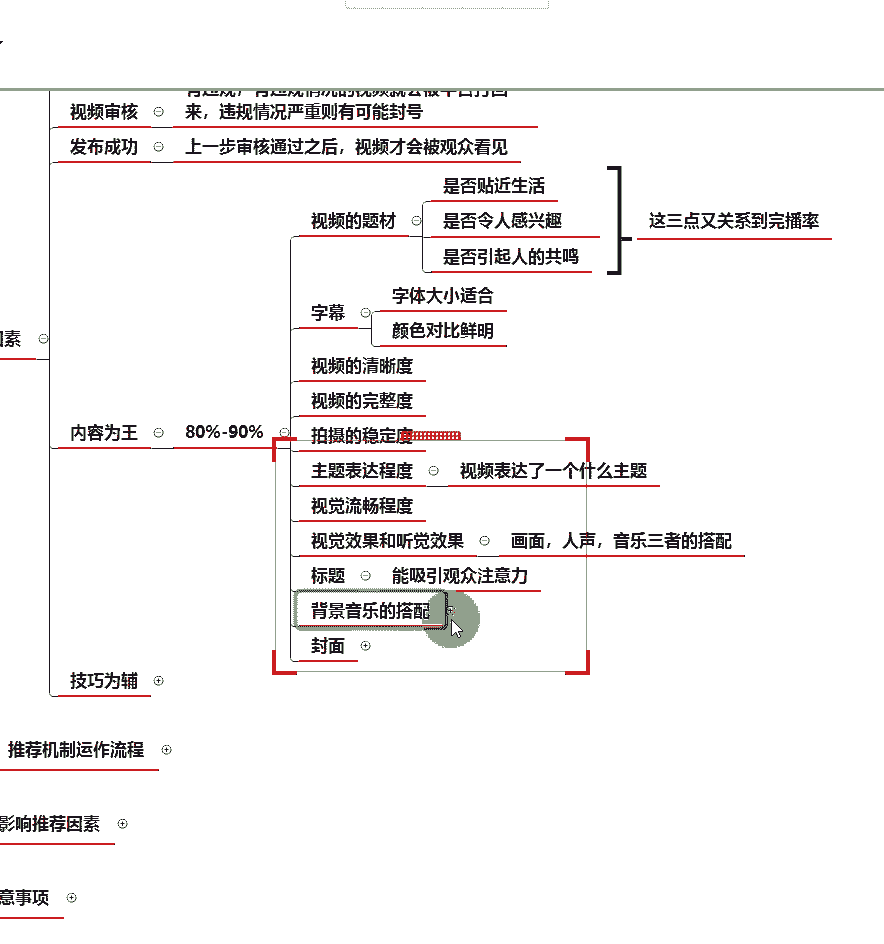 视频审核
来，违规情况严重则有可能封号
发布成功
上一步审核通过之后，视频才会被观众看见
视频的题材
是否贴近生活
是否令人感兴趣
是否引起人的共鸣
这三点又关系到完播率
字幕
字体大小适合
颜色对比鲜明
素
内容为王
80%-90%
视频的清晰度
视频的完整度
拍摄的稳定度
主题表达程度
视频表达了一个什么主题
视觉流畅程度
视觉效果和听觉效果
画面，人声，音乐三者的搭配
标题
能吸引观众注意力
背景音乐的搭配
封面
技巧为辅
推荐机制运作流程
影响推荐因素
意事项